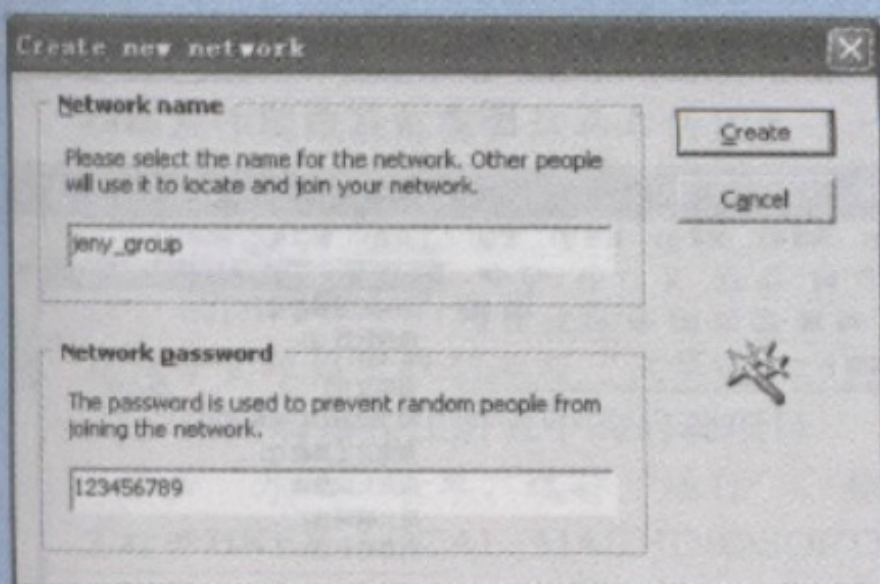 Create new network
Network name
Please select the name for the network. Other people
will use it to locate and join your network.
jeny_group
Create
Cancel
Network password
The password is used to prevent random people from
joining the network.
123456789